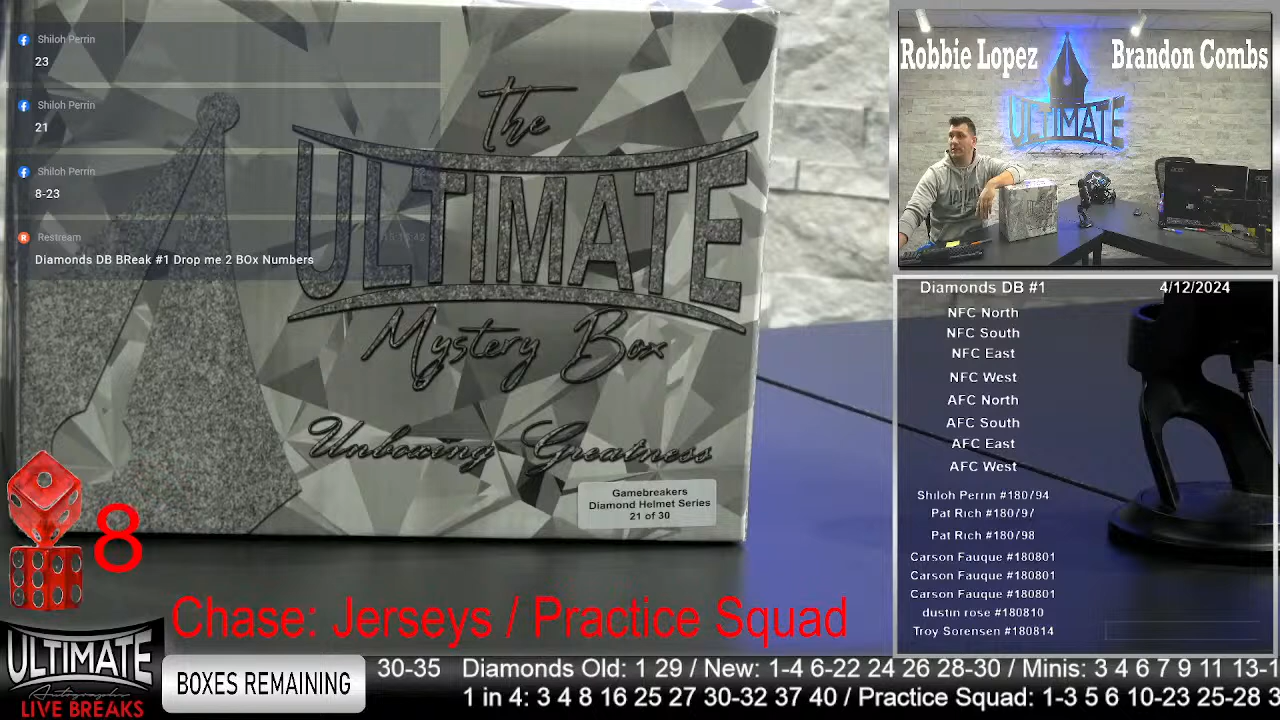 Shiloh Perrin
23
Shiloh Perrin
21
Shiloh Perrin
8-23
Restream
Diamonds DB BReak #1 Drop me 2 BOx Numbers
The
ULTIMATE
Mystery Box
Unboxing Greatness
Gamebreakers
Diamond Helmet Series
21 of 30
8
Chase: Jerseys / Practice Squad
ULTIMATE
Autographs
LIVE BREAKS
BOXES REMAINING
30-35 Diamonds Old: 1 29 / New: 1-4 6-22 24 26 28-30 / Minis: 3 4 6 7 9 11 13-1
1 in 4: 3 4 8 16 25 27 30-32 37 40 / Practice Squad: 1-3 5 6 10-23 25-28 3
Robbie Lopez Brandon Combs
ULTIMATE
Diamonds DB #1 4/12/2024
NFC North
NFC South
NFC East
NFC West
AFC North
AFC South
AFC East
AFC West
Shiloh Perrin #180794
Pat Rich #180797
Pat Rich #180798
Carson Fauque #180801
Carson Fauque #180801
Carson Fauque #180801
dustin rose #180810
Troy Sorensen #180814